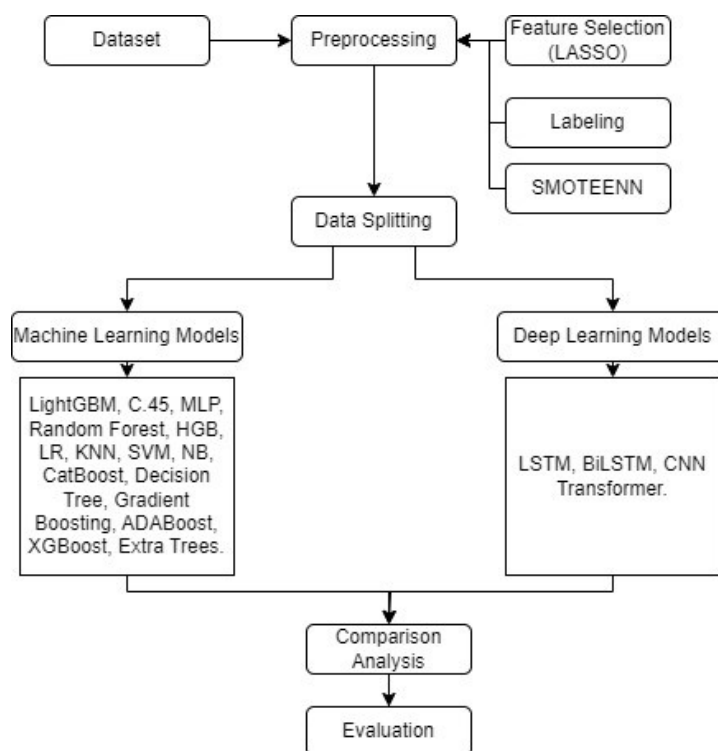 Dataset
Preprocessing
Feature Selection
(LASSO)
Labeling
SMOTEENN
Data Splitting
Machine Learning Models
Deep Learning Models
LightGBM, C.45, MLP,
Random Forest, HGB,
LR, KNN, SVM, NB,
CatBoost, Decision
Tree, Gradient
Boosting, ADABoost,
XGBoost, Extra Trees.
LSTM, BiLSTM, CNN
Transformer.
Comparison
Analysis
Evaluation